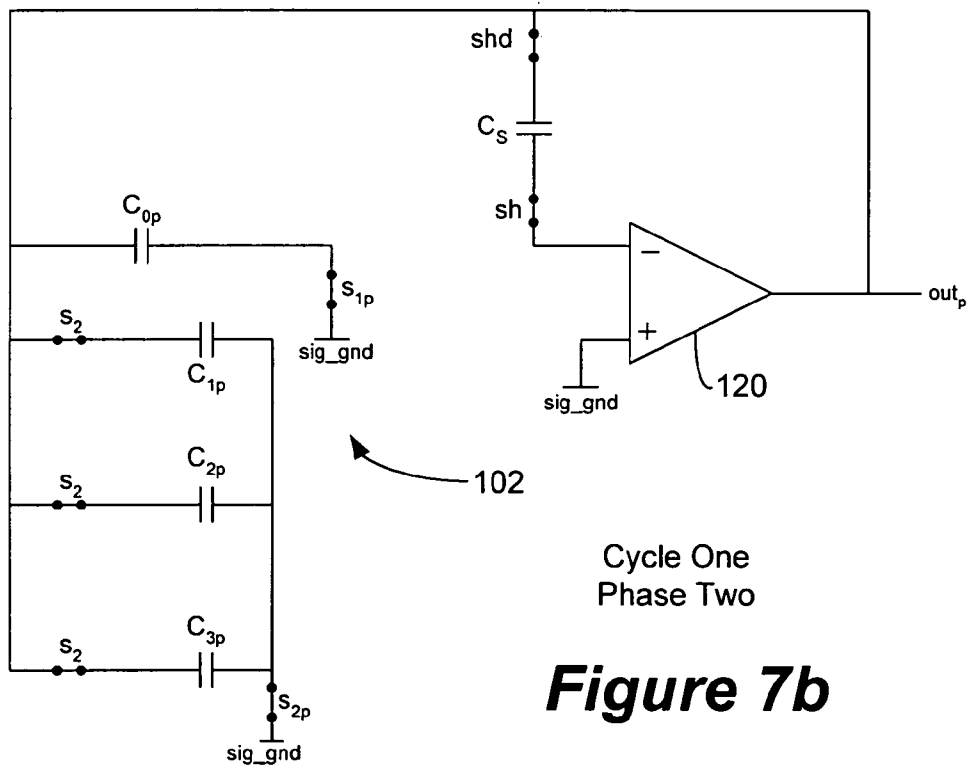 shd
C_S
sh
C_0p
s_1p
sig_gnd
−
+
out_p
120
sig_gnd
s_2
C_1p
s_2
C_2p
102
s_2
C_3p
s_2p
sig_gnd
Cycle One
Phase Two
Figure 7b